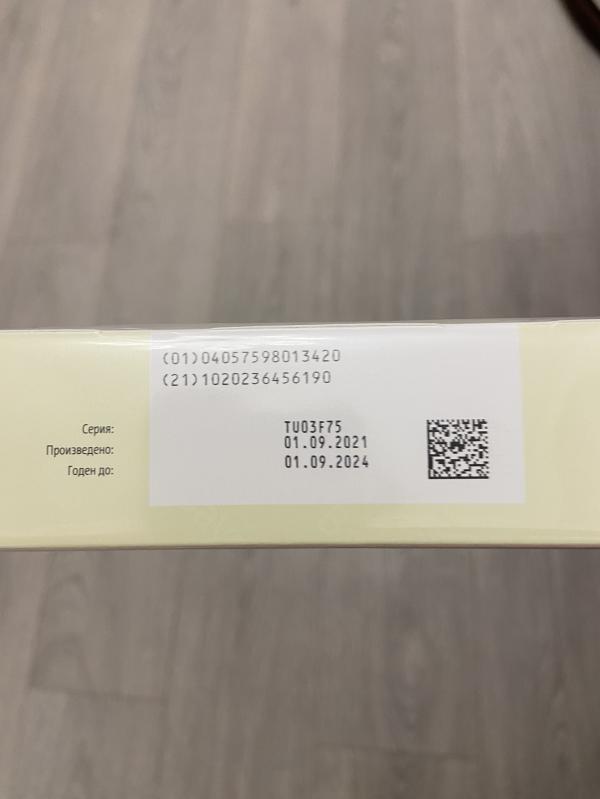 (01)04057598013420
(21)1020236456190
Серия: TU03F75
Произведено: 01.09.2021
Годен до: 01.09.2024